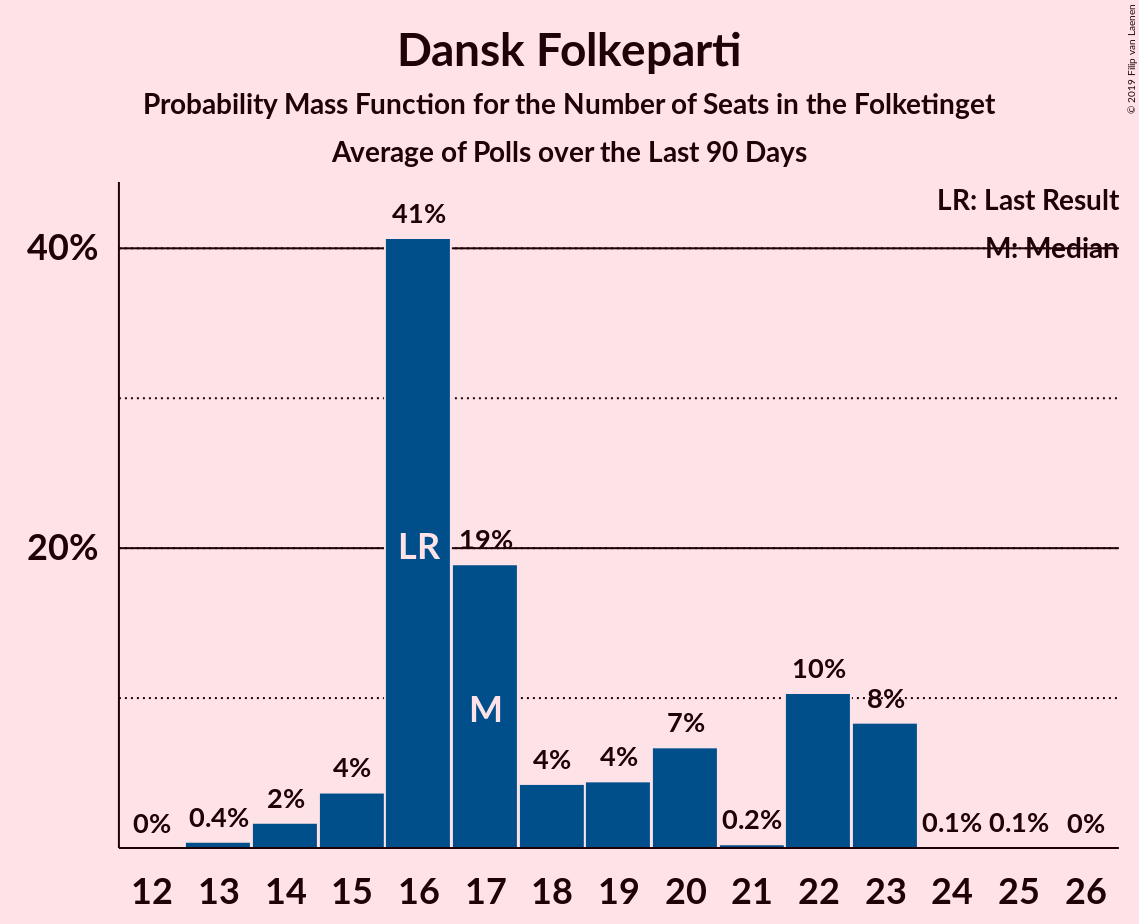 Dansk Folkeparti
Probability Mass Function for the Number of Seats in the Folketinget
Average of Polls over the Last 90 Days
© 2019 Filip van Laenen
LR: Last Result
M: Median
40%
20%
41%
19%
LR
M
0%
0.4%
2%
4%
4%
4%
7%
0.2%
10%
8%
0.1%
0.1%
0%
12 13 14 15 16 17 18 19 20 21 22 23 24 25 26